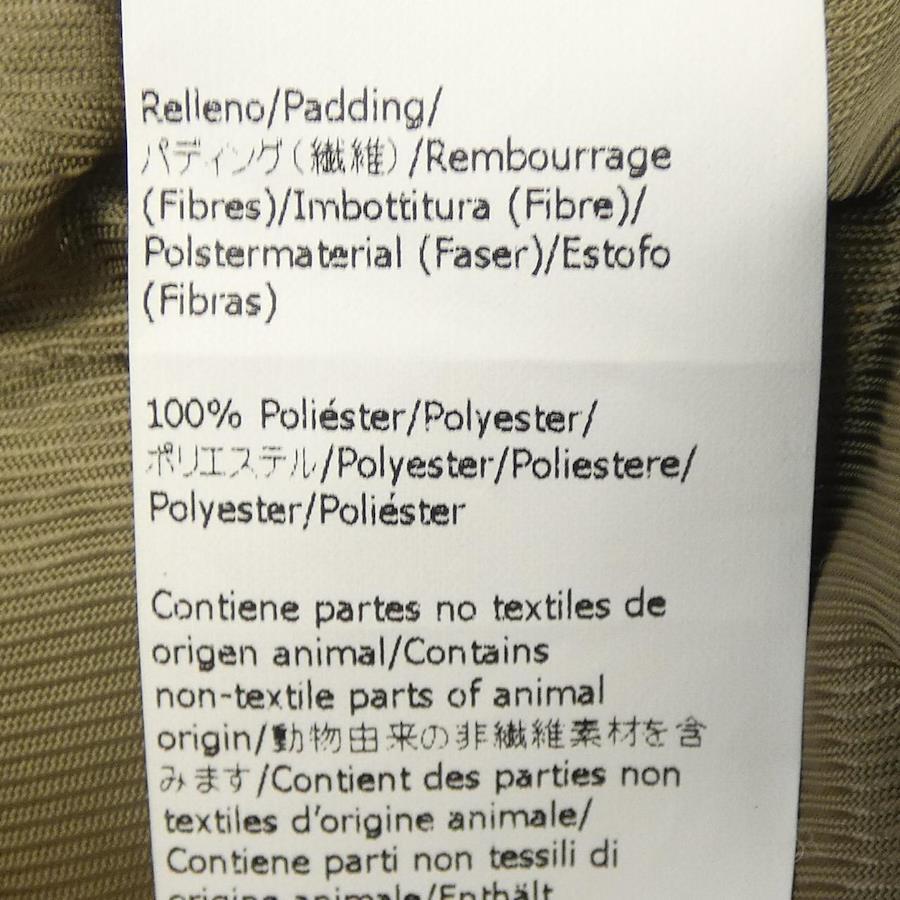 Relleno/Padding/
パディング(繊維)/Rembourrage
(Fibres)/Imbottitura (Fibre)/
Polstermaterial (Faser)/Estofo
(Fibras)
100% Poliéster/Polyester/
ポリエステル/Polyester/Poliestere/
Polyester/Poliéster
Contiene partes no textiles de
origen animal/Contains
non-textile parts of animal
origin/動物由来の非繊維素材を含
みます/Contient des parties non
textiles d'origine animale/
Contiene parti non tessili di
origine animale/Enthält